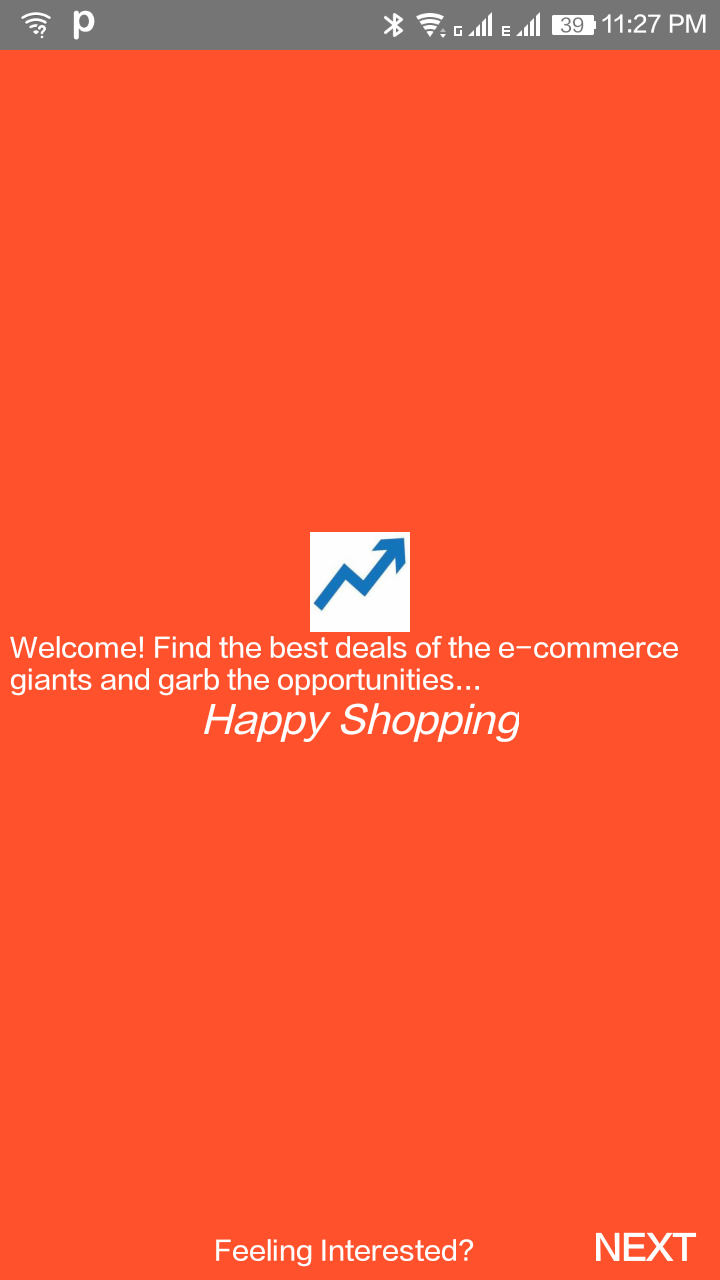 p G E 39 11:27 PM
Welcome! Find the best deals of the e-commerce
giants and garb the opportunities...
Happy Shopping
Feeling Interested? NEXT